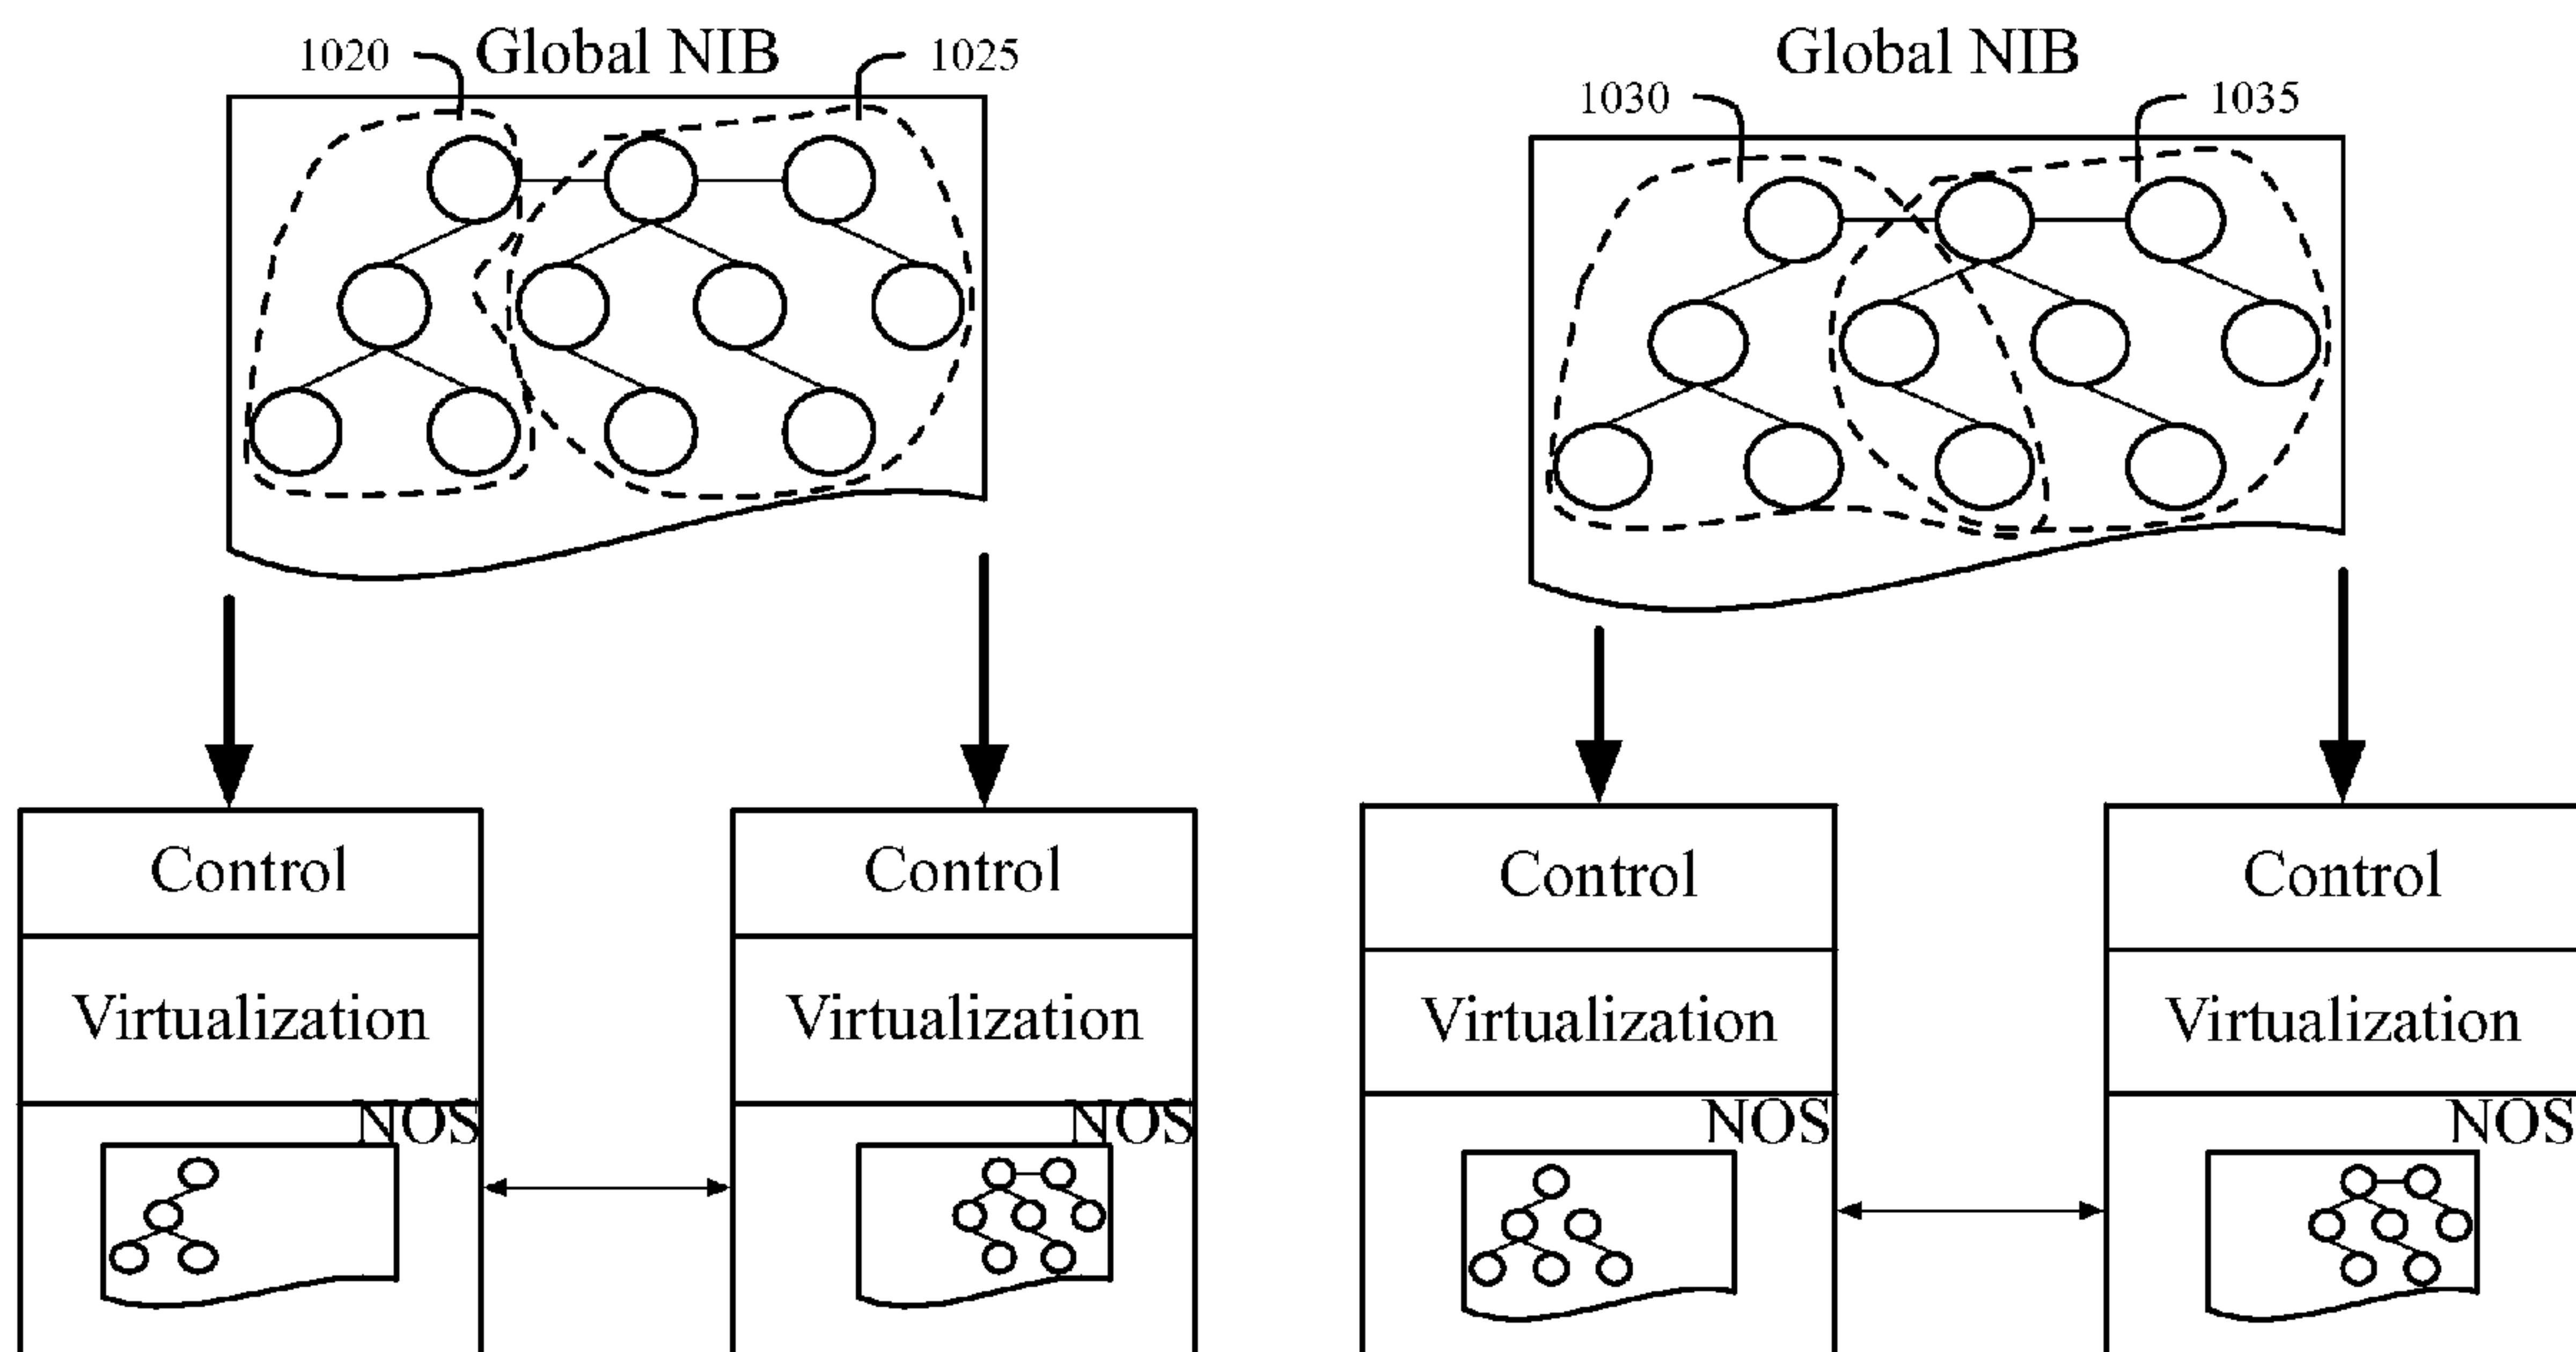 1020
Global NIB
1025
Global NIB
1030
1035
Control
Control
Control
Control
Virtualization
Virtualization
Virtualization
Virtualization
NOS
NOS
NOS
NOS